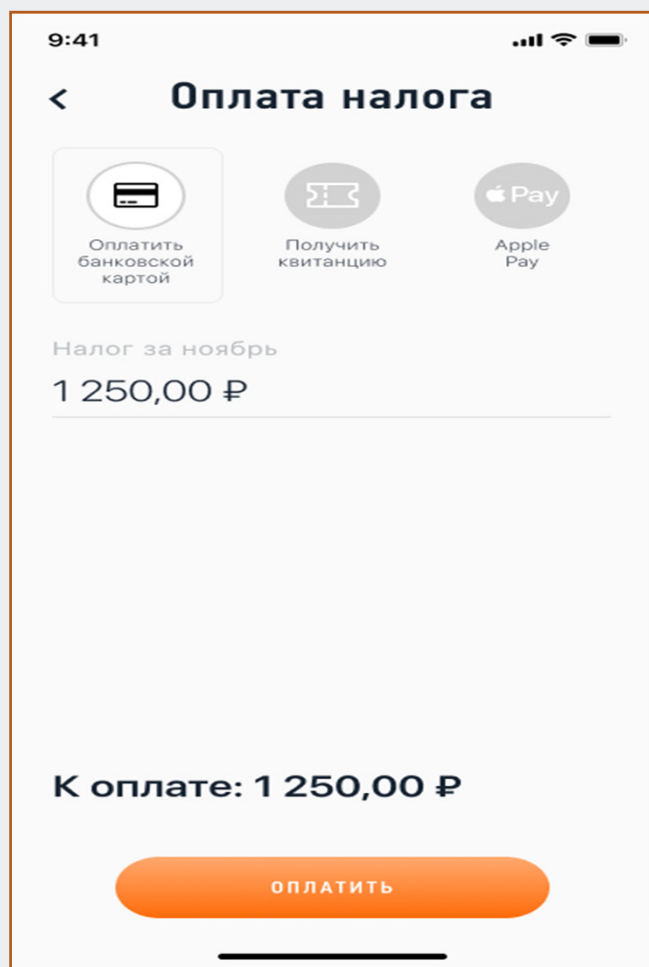 9:41
Оплата налога
Pay
Оплатить
банковской
картой
Получить
квитанцию
Apple
Pay
Налог за ноябрь
1 250,00 ₽
К оплате: 1 250,00 ₽
ОПЛАТИТЬ